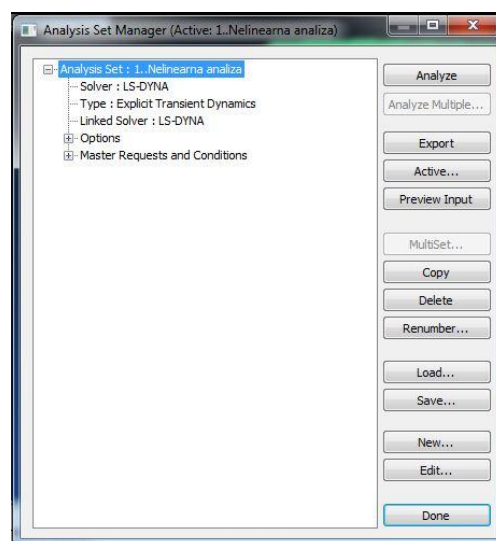 Analysis Set Manager (Active: 1..Nelinearna analiza)
Analysis Set : 1..Nelinearna analiza
Solver : LS-DYNA
Type : Explicit Transient Dynamics
Linked Solver : LS-DYNA
Options
Master Requests and Conditions
Analyze
Analyze Multiple...
Export
Active...
Preview Input
MultiSet...
Copy
Delete
Renumber...
Load...
Save...
New...
Edit...
Done